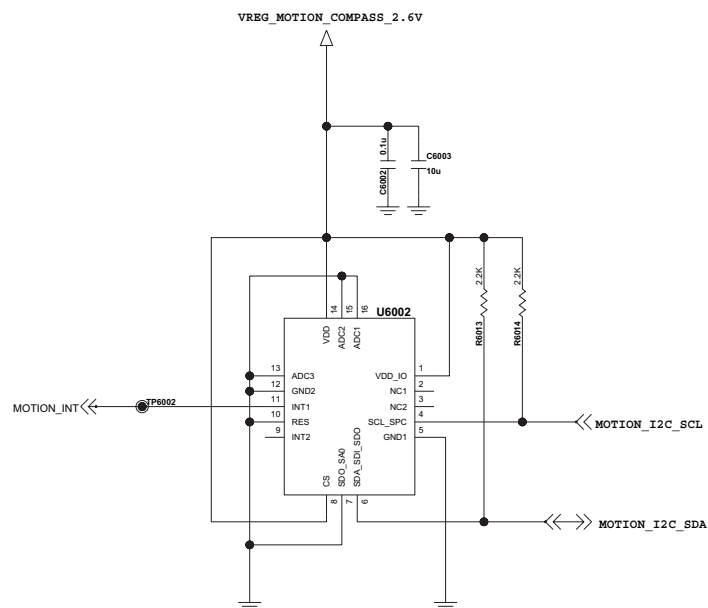 VREG_MOTION_COMPASS_2.6V
0.1u
C6002
C6003
10u
14
15
16
U6002
VDD
ADC2
ADC1
2.2K
R6013
2.2K
R6014
13
ADC3
12
GND2
11
INT1
10
RES
9
INT2
VDD_IO
1
NC1
2
NC2
3
SCL_SPC
4
GND1
5
MOTION_INT
TP6002
MOTION_I2C_SCL
CS
SDO_SA0
SDA_SDI_SDO
8
7
6
MOTION_I2C_SDA